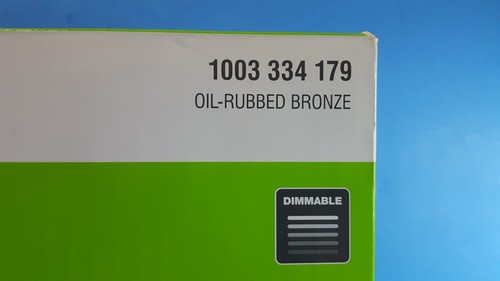 1003 334 179
OIL-RUBBED BRONZE
DIMMABLE